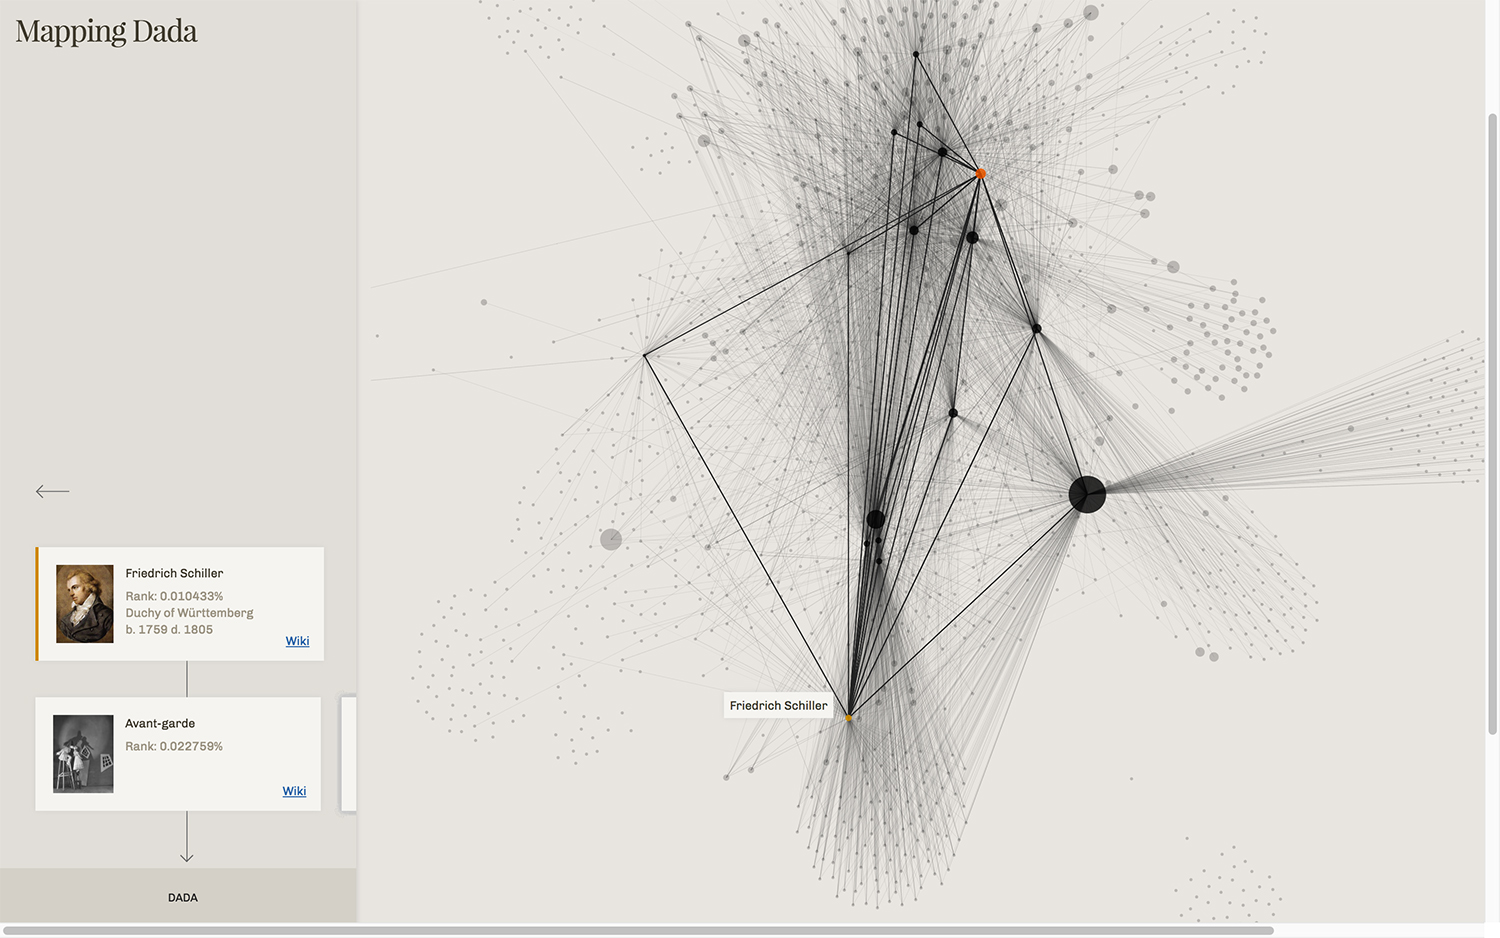 Mapping Dada
Friedrich Schiller
Rank: 0.010433%
Duchy of Württemberg
b. 1759 d. 1805
Wiki
Avant-garde
Rank: 0.022759%
Wiki
DADA
Friedrich Schiller